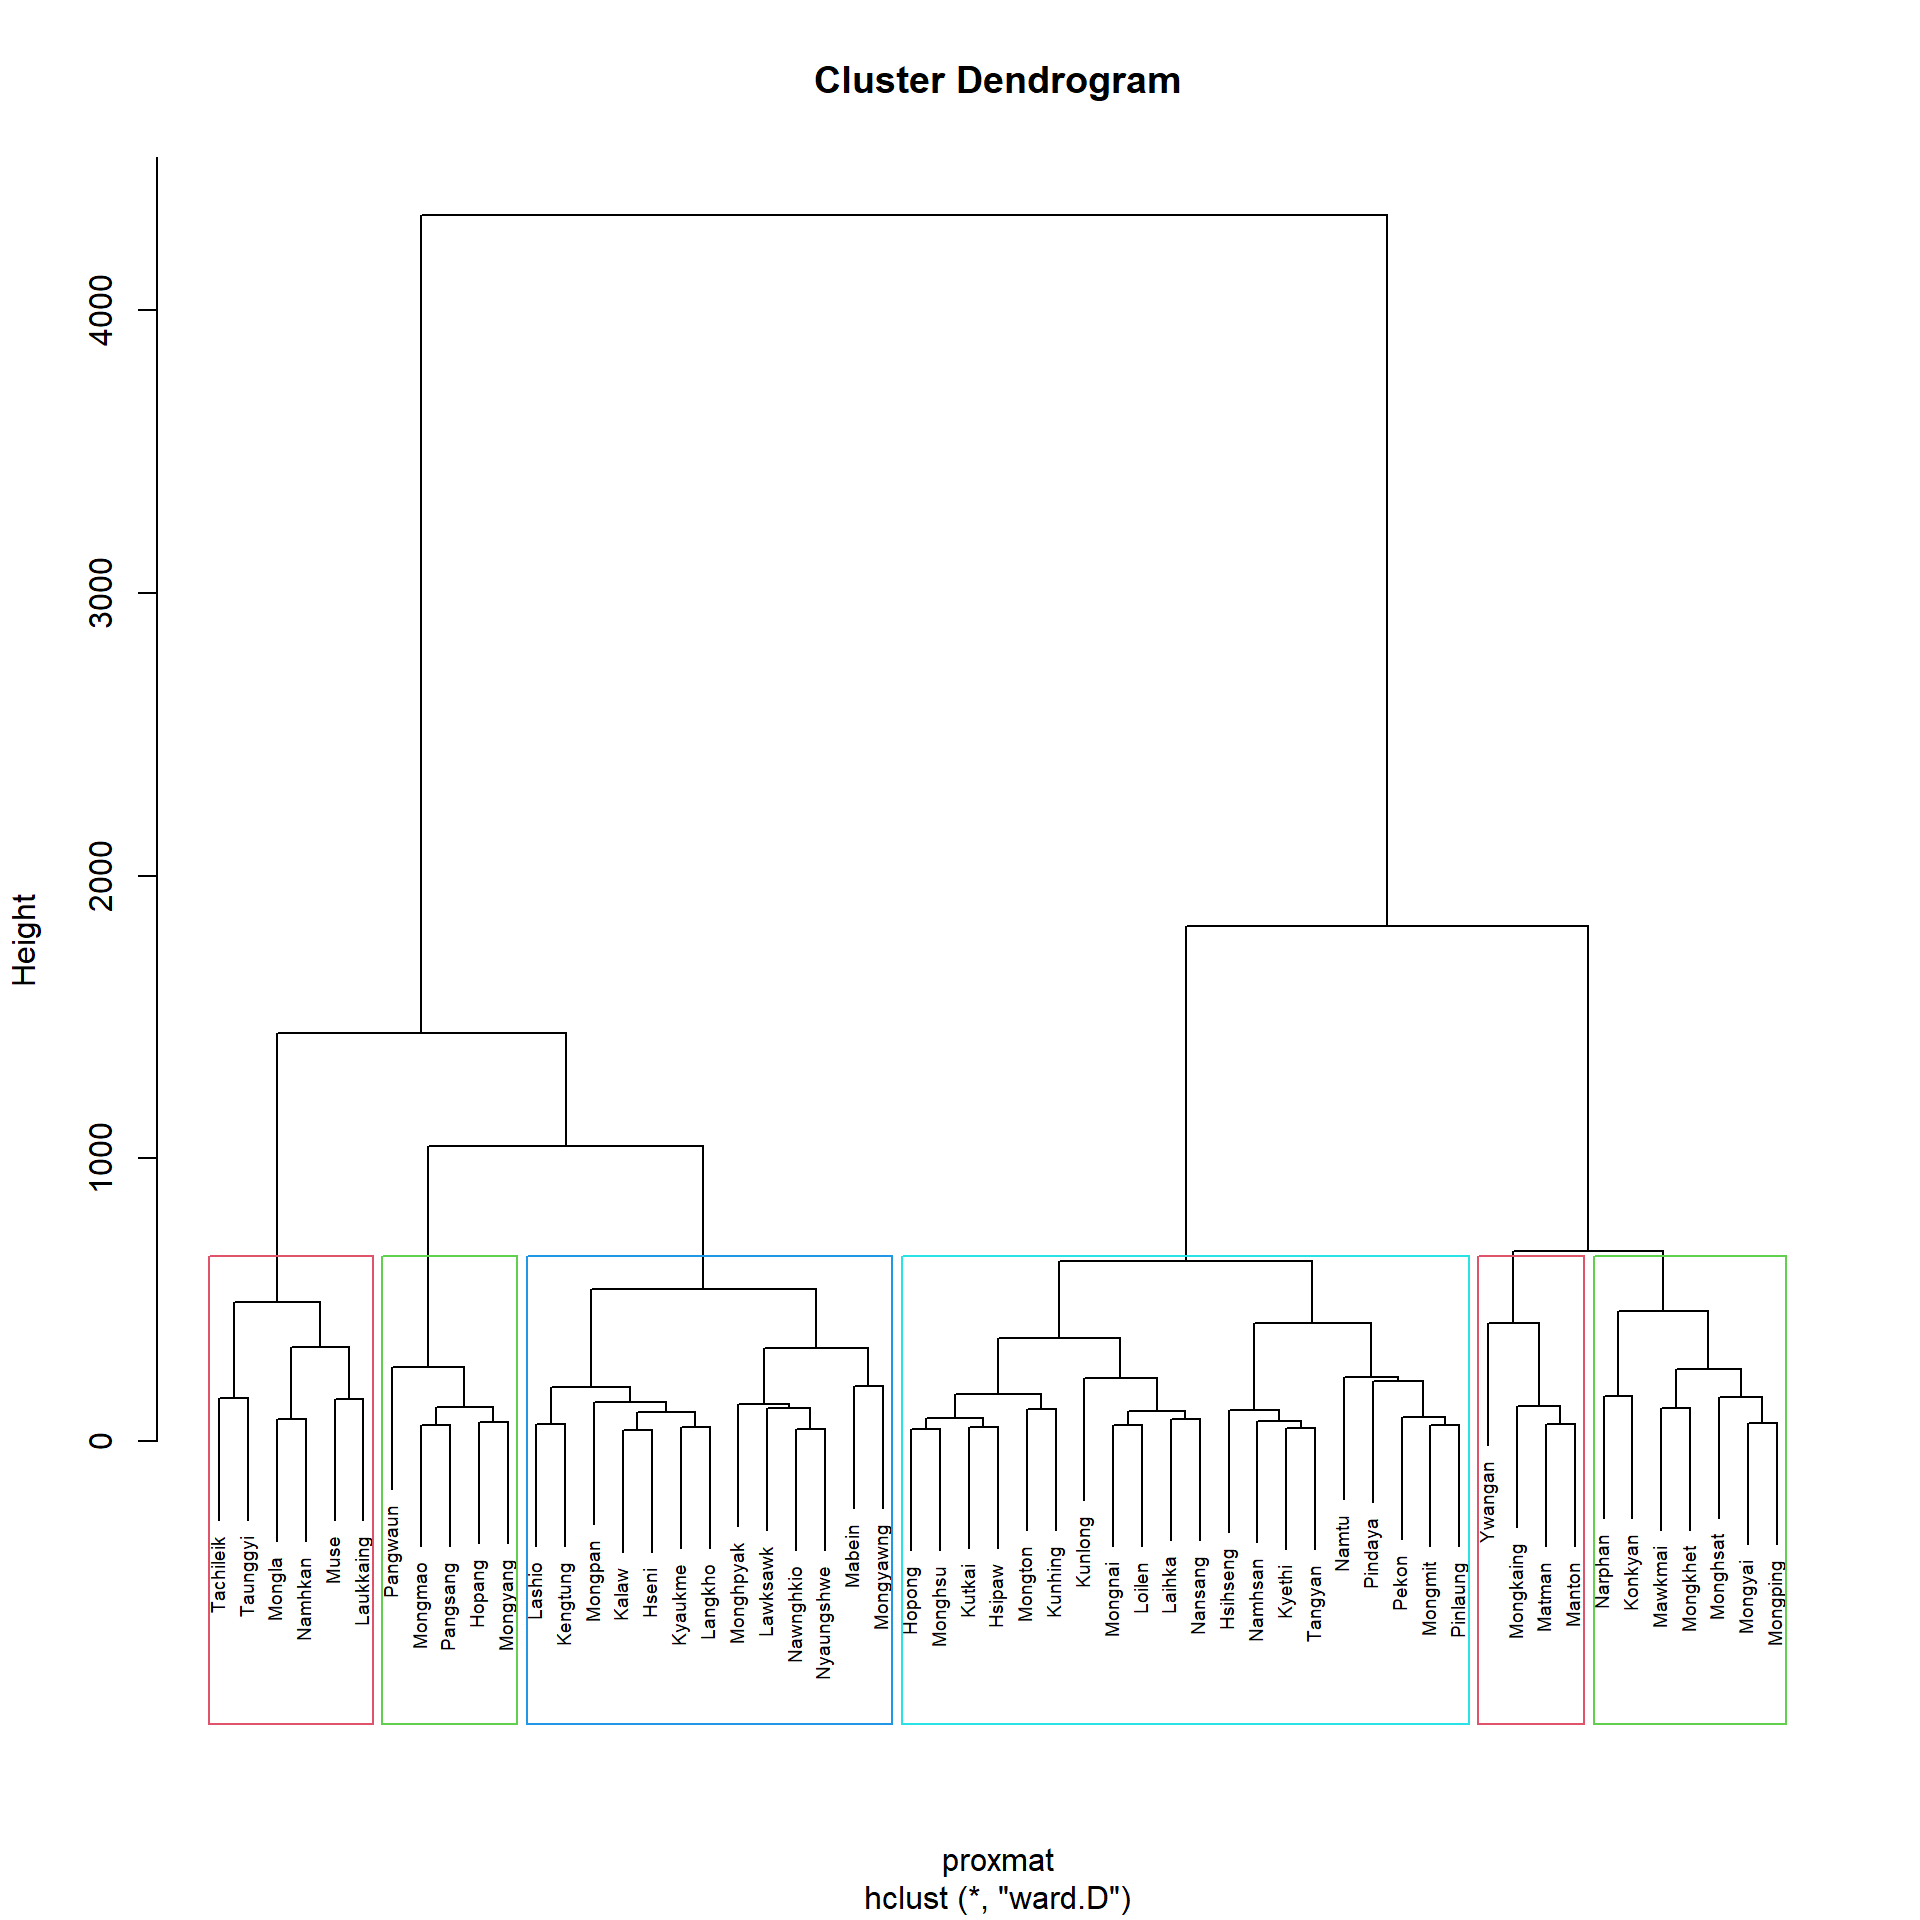 Cluster Dendrogram
Height
4000
3000
2000
1000
0
Tachileik
Taunggyi
Mongla
Namhkan
Muse
Laukkaing
Pangwaun
Mongmao
Pangsang
Hopang
Mongyang
Lashio
Kengtung
Mongpan
Kalaw
Hseni
Kyaukme
Langkho
Monghpyak
Lawksawk
Nawnghkio
Nyaungshwe
Mabein
Mongyawng
Hopong
Monghsu
Kutkai
Hsipaw
Mongton
Kunhing
Kunlong
Mongnai
Loilen
Laihka
Nansang
Hsihseng
Namhsan
Kyethi
Tangyan
Namtu
Pindaya
Pekon
Mongmit
Pinlaung
Ywangan
Mongkaing
Matman
Manton
Narphan
Konkyan
Mawkmai
Mongkhet
Monghsat
Mongyai
Mongping
proxmat
hclust (*, "ward.D")